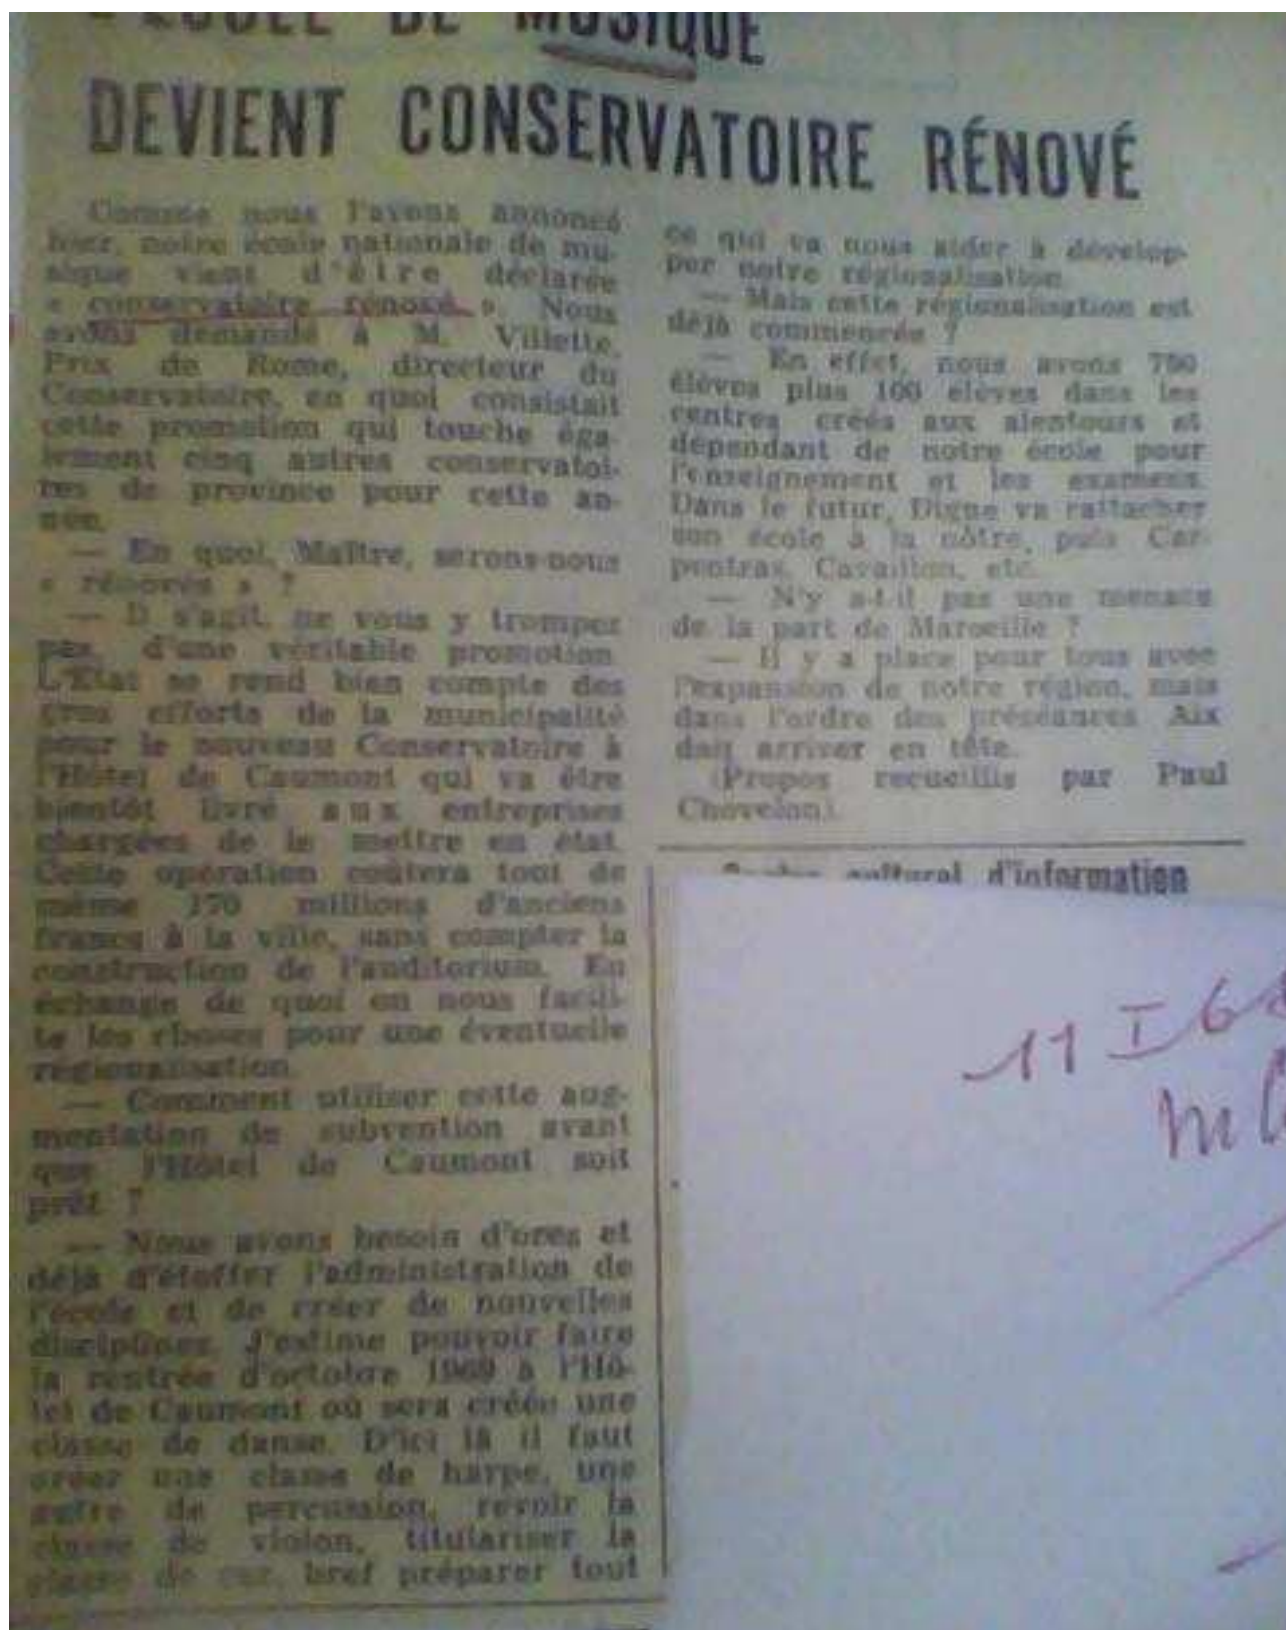 ÉCOLE DE MUSIQUE
DEVIENT CONSERVATOIRE RÉNOVÉ
Comme nous l'avons annoncé
hier, notre école nationale de mu-
sique vient d'être déclarée
« conservatoire rénové ». Nous
avons demandé à M. Villette,
Prix de Rome, directeur du
Conservatoire, en quoi consistait
cette promotion qui touche éga-
lement cinq autres conservatoi-
res de province pour cette an-
née.
— En quoi, Maître, serons-nous
« rénovés » ?
— Il s'agit, ne vous y trompez
pas, d'une véritable promotion.
L'Etat se rend bien compte des
gros efforts de la municipalité
pour le nouveau Conservatoire à
l'Hôtel de Caumont qui va être
bientôt livré aux entreprises
chargées de le mettre en état.
Cette opération coûtera tout de
même 170 millions d'anciens
francs à la ville, sans compter la
construction de l'auditorium. En
échange de quoi on nous facili-
te les choses pour une éventuelle
régionalisation.
— Comment utiliser cette aug-
mentation de subvention avant
que l'Hôtel de Caumont soit
prêt ?
— Nous avons besoin d'ores et
déjà d'étoffer l'administration de
l'école et de créer de nouvelles
disciplines. J'estime pouvoir faire
la rentrée d'octobre 1969 à l'Hô-
tel de Caumont où sera créée une
classe de danse. D'ici là il faut
créer une classe de harpe, une
autre de percussion, revoir la
classe de violon, titulariser la
classe de cor, bref préparer tout
ce qui va nous aider à dévelop-
per notre régionalisation.
— Mais cette régionalisation est
déjà commencée ?
— En effet, nous avons 700
élèves plus 100 élèves dans les
centres créés aux alentours et
dépendant de notre école pour
l'enseignement et les examens.
Dans le futur, Digne va rattacher
son école à la nôtre, puis Car-
pentras, Cavaillon, etc.
— N'y a-t-il pas une menace
de la part de Marseille ?
— Il y a place pour tous avec
l'expansion de notre région, mais
dans l'ordre des préséances Aix
doit arriver en tête.
(Propos recueillis par Paul
Chovelon).
culturel d'information
11 I 68